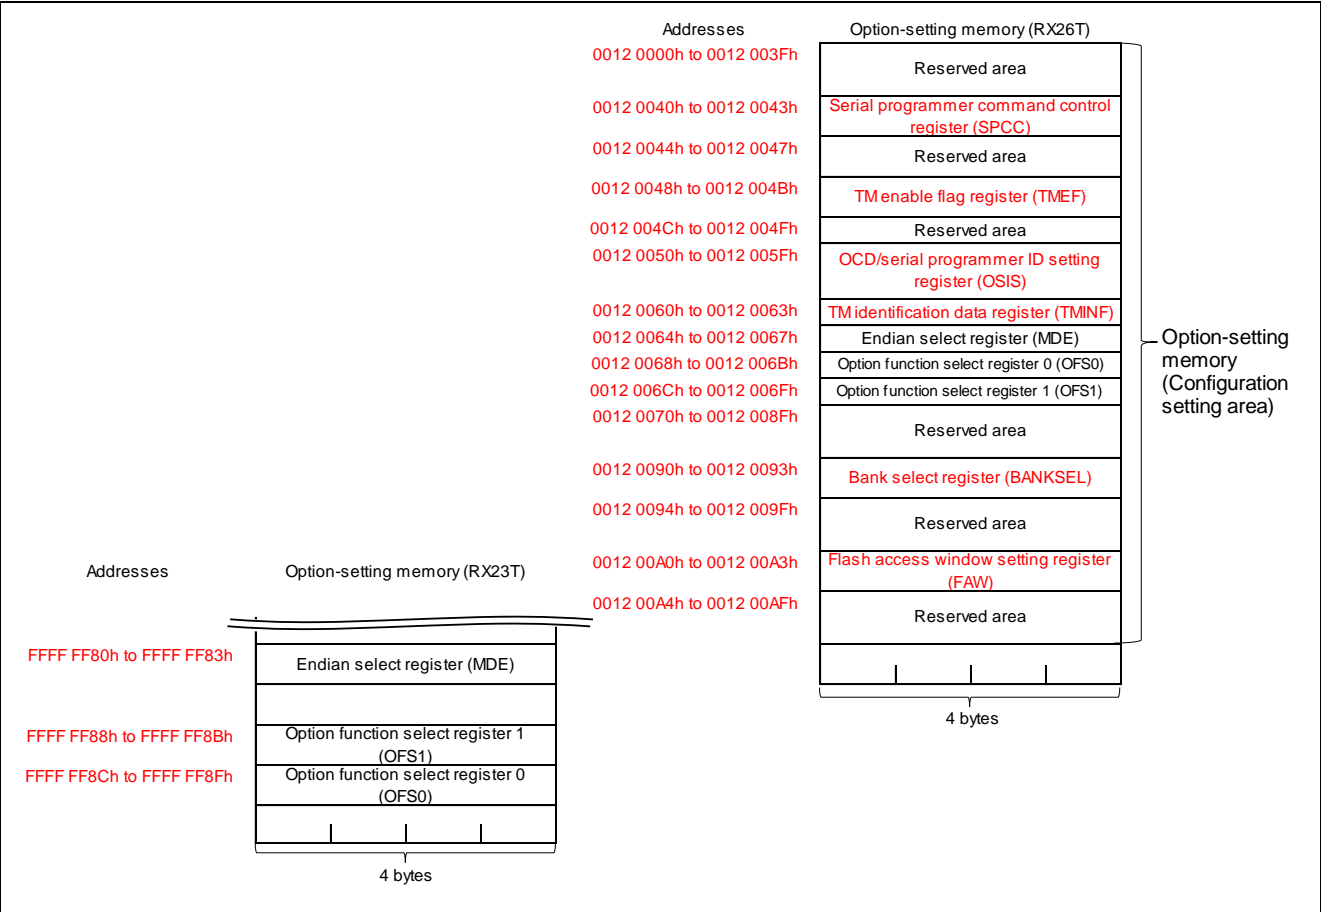 Addresses
Option-setting memory (RX26T)
0012 0000h to 0012 003Fh
Reserved area
0012 0040h to 0012 0043h
Serial programmer command control
register (SPCC)
0012 0044h to 0012 0047h
Reserved area
0012 0048h to 0012 004Bh
TM enable flag register (TMEF)
0012 004Ch to 0012 004Fh
Reserved area
0012 0050h to 0012 005Fh
OCD/serial programmer ID setting
register (OSIS)
0012 0060h to 0012 0063h
TM identification data register (TMINF)
0012 0064h to 0012 0067h
Endian select register (MDE)
0012 0068h to 0012 006Bh
Option function select register 0 (OFS0)
0012 006Ch to 0012 006Fh
Option function select register 1 (OFS1)
0012 0070h to 0012 008Fh
Reserved area
0012 0090h to 0012 0093h
Bank select register (BANKSEL)
0012 0094h to 0012 009Fh
Reserved area
0012 00A0h to 0012 00A3h
Flash access window setting register
(FAW)
0012 00A4h to 0012 00AFh
Reserved area
4 bytes
Option-setting
memory
(Configuration
setting area)
Addresses
Option-setting memory (RX23T)
FFFF FF80h to FFFF FF83h
Endian select register (MDE)
FFFF FF88h to FFFF FF8Bh
Option function select register 1
(OFS1)
FFFF FF8Ch to FFFF FF8Fh
Option function select register 0
(OFS0)
4 bytes